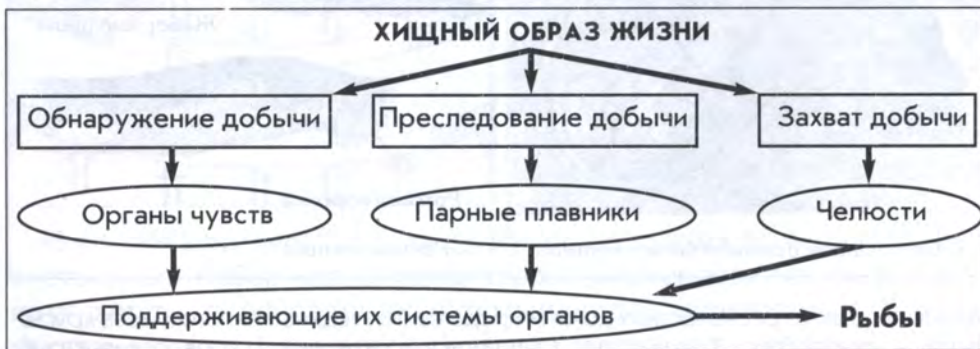 ХИЩНЫЙ ОБРАЗ ЖИЗНИ
Обнаружение добычи
Преследование добычи
Захват добычи
Органы чувств
Парные плавники
Челюсти
Поддерживающие их системы органов
Рыбы